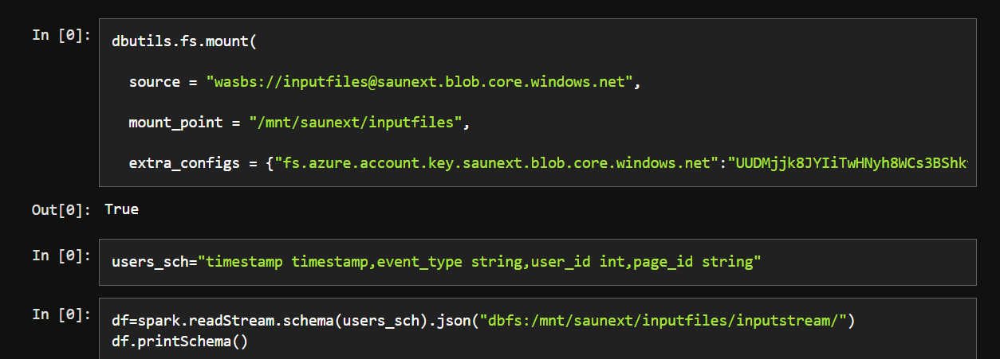 In [0]:
dbutils.fs.mount(
source = "wasbs://inputfiles@saunext.blob.core.windows.net",
mount_point = "/mnt/saunext/inputfiles",
extra_configs = {"fs.azure.account.key.saunext.blob.core.windows.net":"UUDMjjk8JYIiTwHNyh8WCs3BShk
Out[0]: True
In [0]:
users_sch="timestamp timestamp,event_type string,user_id int,page_id string"
In [0]:
df=spark.readStream.schema(users_sch).json("dbfs:/mnt/saunext/inputfiles/inputstream/")
df.printSchema()